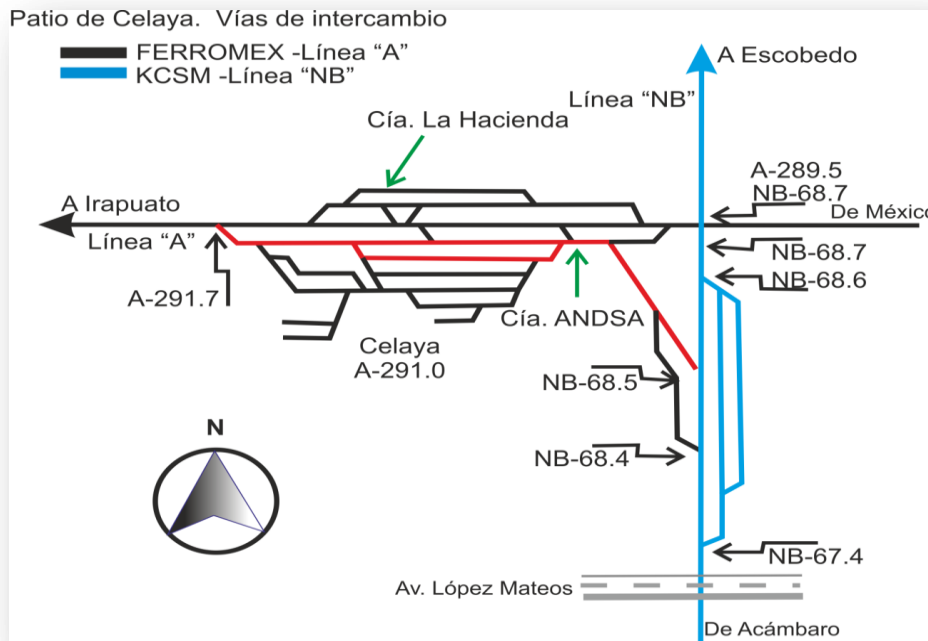 Patio de Celaya. Vías de intercambio
FERROMEX -Línea “A”
KCSM -Línea “NB”
A Escobedo
Línea “NB”
Cía. La Hacienda
A-289.5
NB-68.7
A Irapuato
De México
Línea “A”
NB-68.7
NB-68.6
A-291.7
Cía. ANDSA
Celaya
A-291.0
NB-68.5
N
NB-68.4
NB-67.4
Av. López Mateos
De Acámbaro